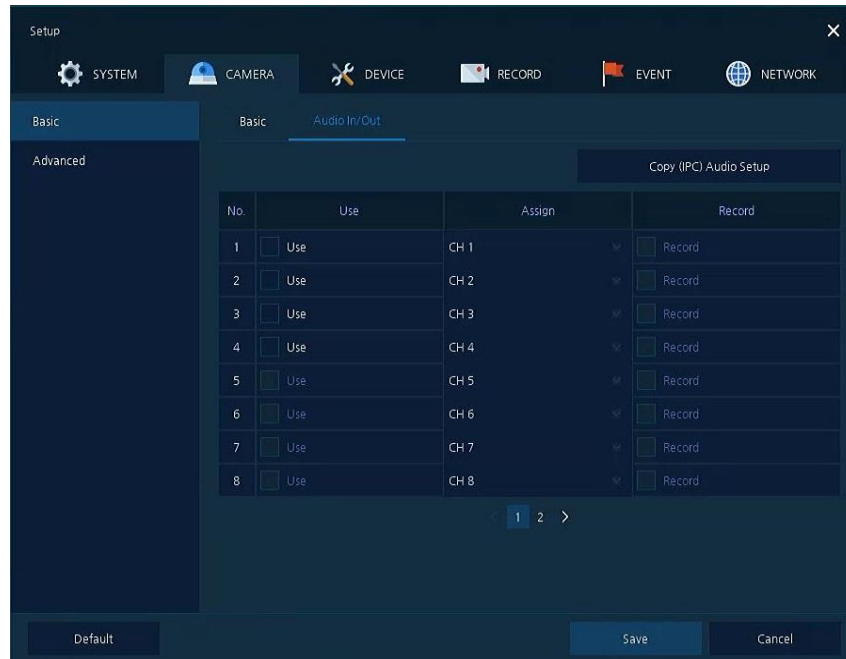 Setup
SYSTEM CAMERA DEVICE RECORD EVENT NETWORK
Basic Basic Audio In/Out
Advanced
Copy (IPC) Audio Setup
No. Use Assign Record
1 Use CH 1 Record
2 Use CH 2 Record
3 Use CH 3 Record
4 Use CH 4 Record
5 Use CH 5 Record
6 Use CH 6 Record
7 Use CH 7 Record
8 Use CH 8 Record
< 1 2 >
Default Save Cancel